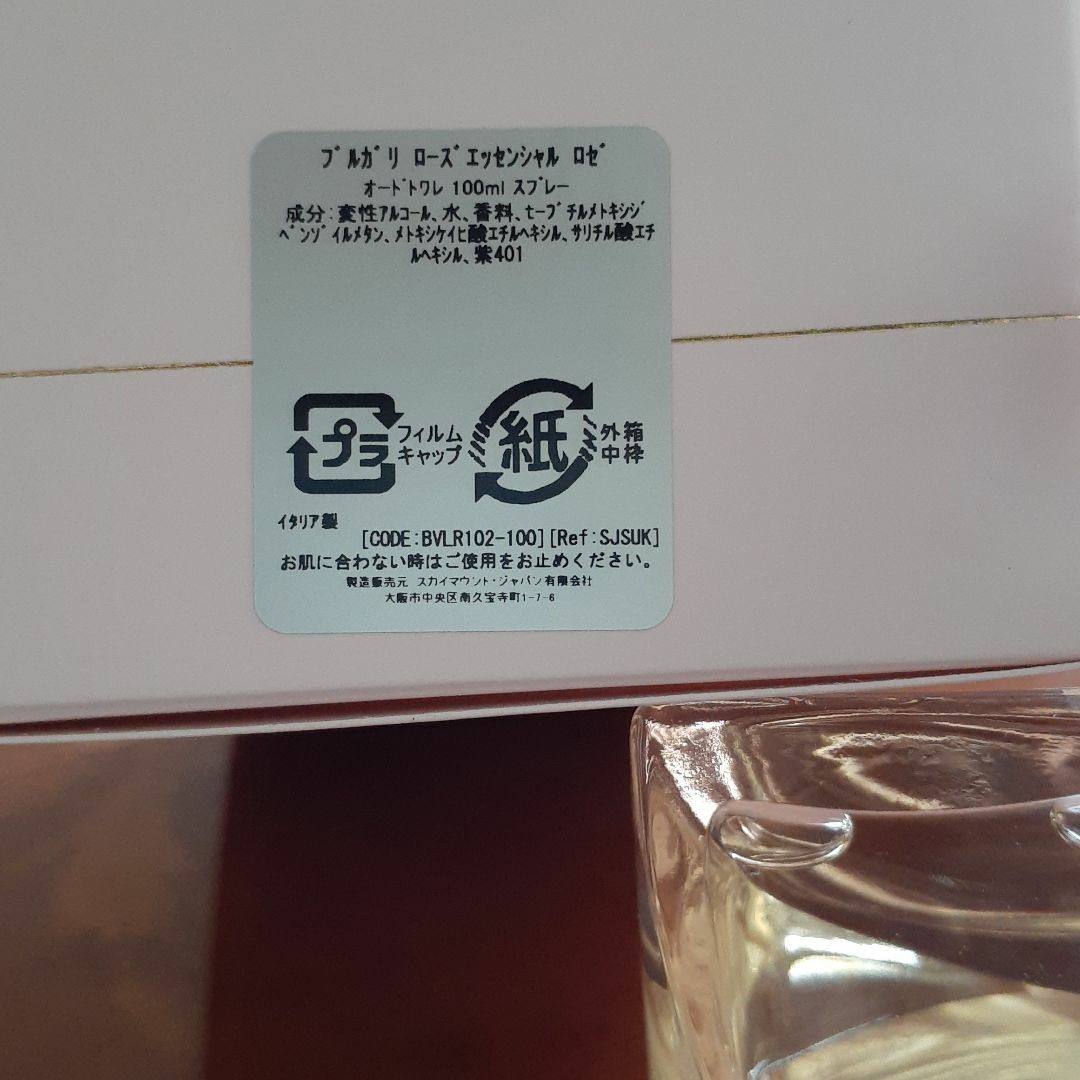 ﾌﾞﾙｶﾞﾘ ﾛｰｽﾞｴｯｾﾝｼｬﾙ ﾛｾﾞ
ｵｰﾄﾞﾄﾜﾚ 100ml ｽﾌﾟﾚｰ
成分:変性ｱﾙｺｰﾙ、水、香料、t-ﾌﾞﾁﾙﾒﾄｷｼｼﾞ
ﾍﾞﾝｿﾞｲﾙﾒﾀﾝ、ﾒﾄｷｼｹｲﾋ酸ｴﾁﾙﾍｷｼﾙ、ｻﾘﾁﾙ酸ｴﾁ
ﾙﾍｷｼﾙ、紫401
プラ フィルム
キャップ
紙 外箱
中枠
ｲﾀﾘｱ製
[CODE:BVLR102-100][Ref:SJSUK]
お肌に合わない時はご使用をお止めください。
製造販売元 スカイマウント・ジャパン有限会社
大阪市中央区南久宝寺町1-7-6